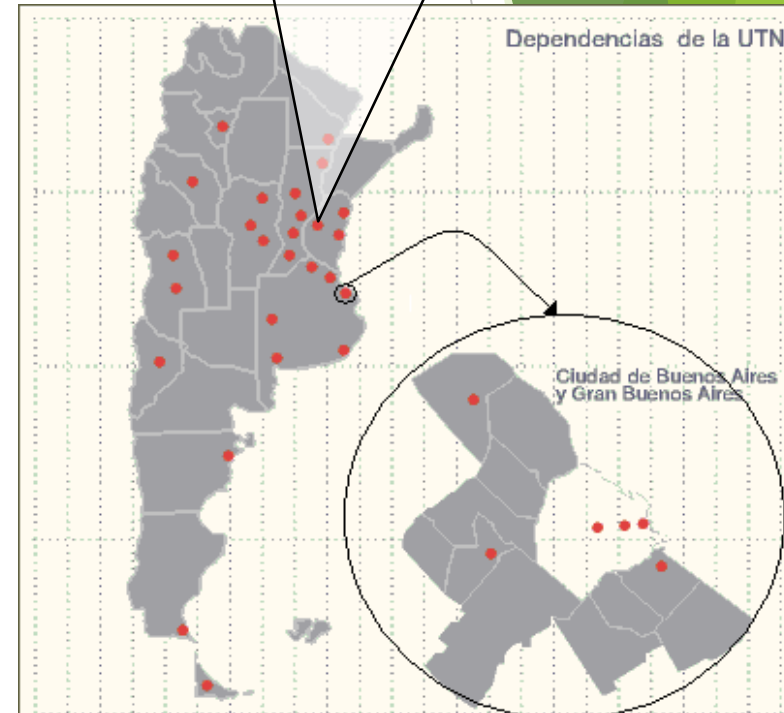 Dependencias de la UTN
Ciudad de Buenos Aires
y Gran Buenos Aires